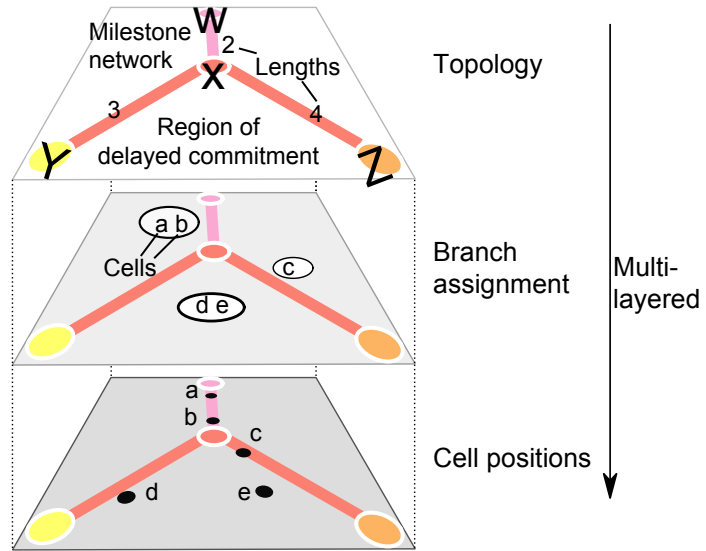 W
Milestone
network
2
Lengths
X
3
4
Region of
delayed commitment
Y
Z
Topology
a b
Cells
c
d e
Branch
assignment
Multi-
layered
a
b
c
d
e
Cell positions